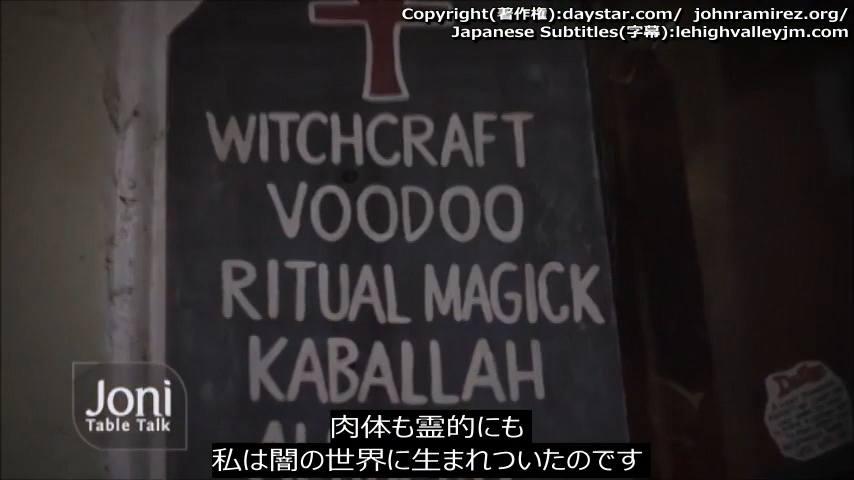 Copyright(著作権):daystar.com/ johnramirez.org/
Japanese Subtitles(字幕):lehighvalleyjm.com
WITCHCRAFT
VOODOO
RITUAL MAGICK
KABALLAH
Joni
Table Talk
肉体も霊的にも
私は闇の世界に生まれついたのです